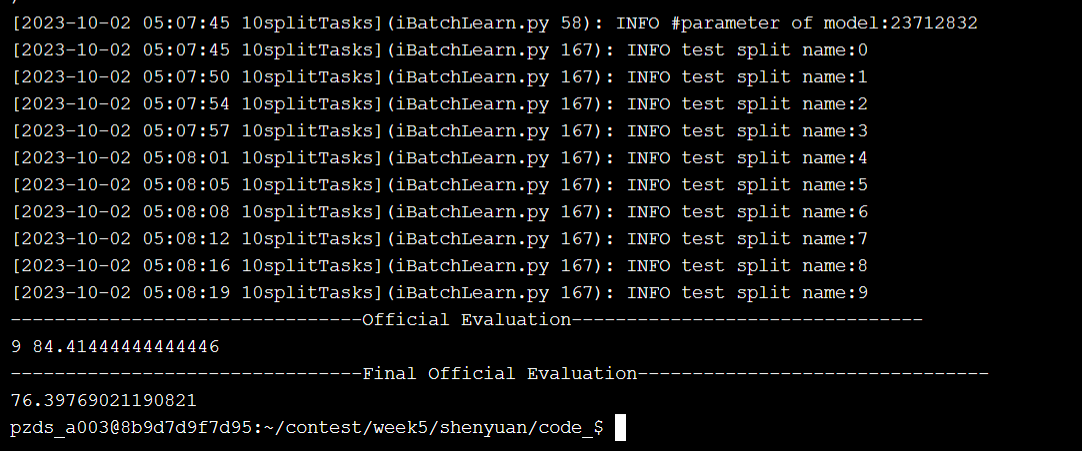 [2023-10-02 05:07:45 10splitTasks](iBatchLearn.py 58): INFO #parameter of model:23712832
[2023-10-02 05:07:45 10splitTasks](iBatchLearn.py 167): INFO test split name:0
[2023-10-02 05:07:50 10splitTasks](iBatchLearn.py 167): INFO test split name:1
[2023-10-02 05:07:54 10splitTasks](iBatchLearn.py 167): INFO test split name:2
[2023-10-02 05:07:57 10splitTasks](iBatchLearn.py 167): INFO test split name:3
[2023-10-02 05:08:01 10splitTasks](iBatchLearn.py 167): INFO test split name:4
[2023-10-02 05:08:05 10splitTasks](iBatchLearn.py 167): INFO test split name:5
[2023-10-02 05:08:08 10splitTasks](iBatchLearn.py 167): INFO test split name:6
[2023-10-02 05:08:12 10splitTasks](iBatchLearn.py 167): INFO test split name:7
[2023-10-02 05:08:16 10splitTasks](iBatchLearn.py 167): INFO test split name:8
[2023-10-02 05:08:19 10splitTasks](iBatchLearn.py 167): INFO test split name:9
--------------------------------Official Evaluation--------------------------------
9 84.41444444444446
--------------------------------Final Official Evaluation--------------------------------
76.39769021190821
pzds_a003@8b9d7d9f7d95:~/contest/week5/shenyuan/code_$